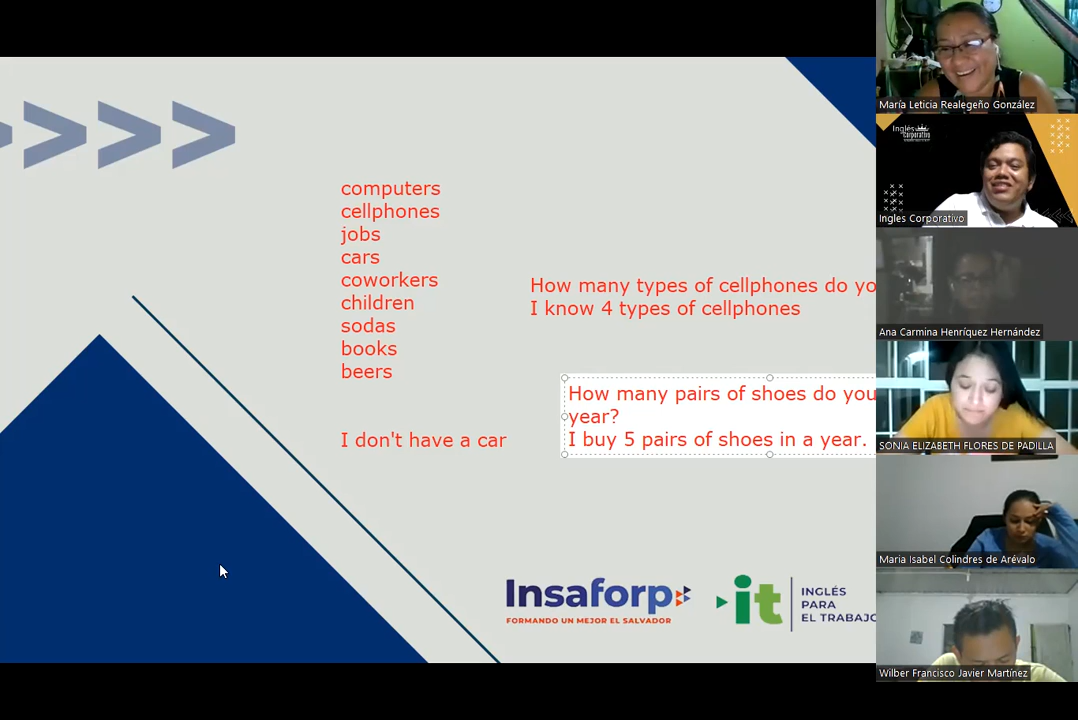 computers
cellphones
jobs
cars
coworkers
children
sodas
books
beers
I don't have a car
How many types of cellphones do yo
I know 4 types of cellphones
How many pairs of shoes do you
year?
I buy 5 pairs of shoes in a year.
Insaforp
FORMANDO UN MEJOR EL SALVADOR
it
INGLÉS
PARA
EL TRABAJO
María Leticia Realegeño González
Inglés
Corporativo
Ingles Corporativo
Ana Carmina Henríquez Hernández
SONIA ELIZABETH FLORES DE PADILLA
Maria Isabel Colindres de Arévalo
Wilber Francisco Javier Martínez